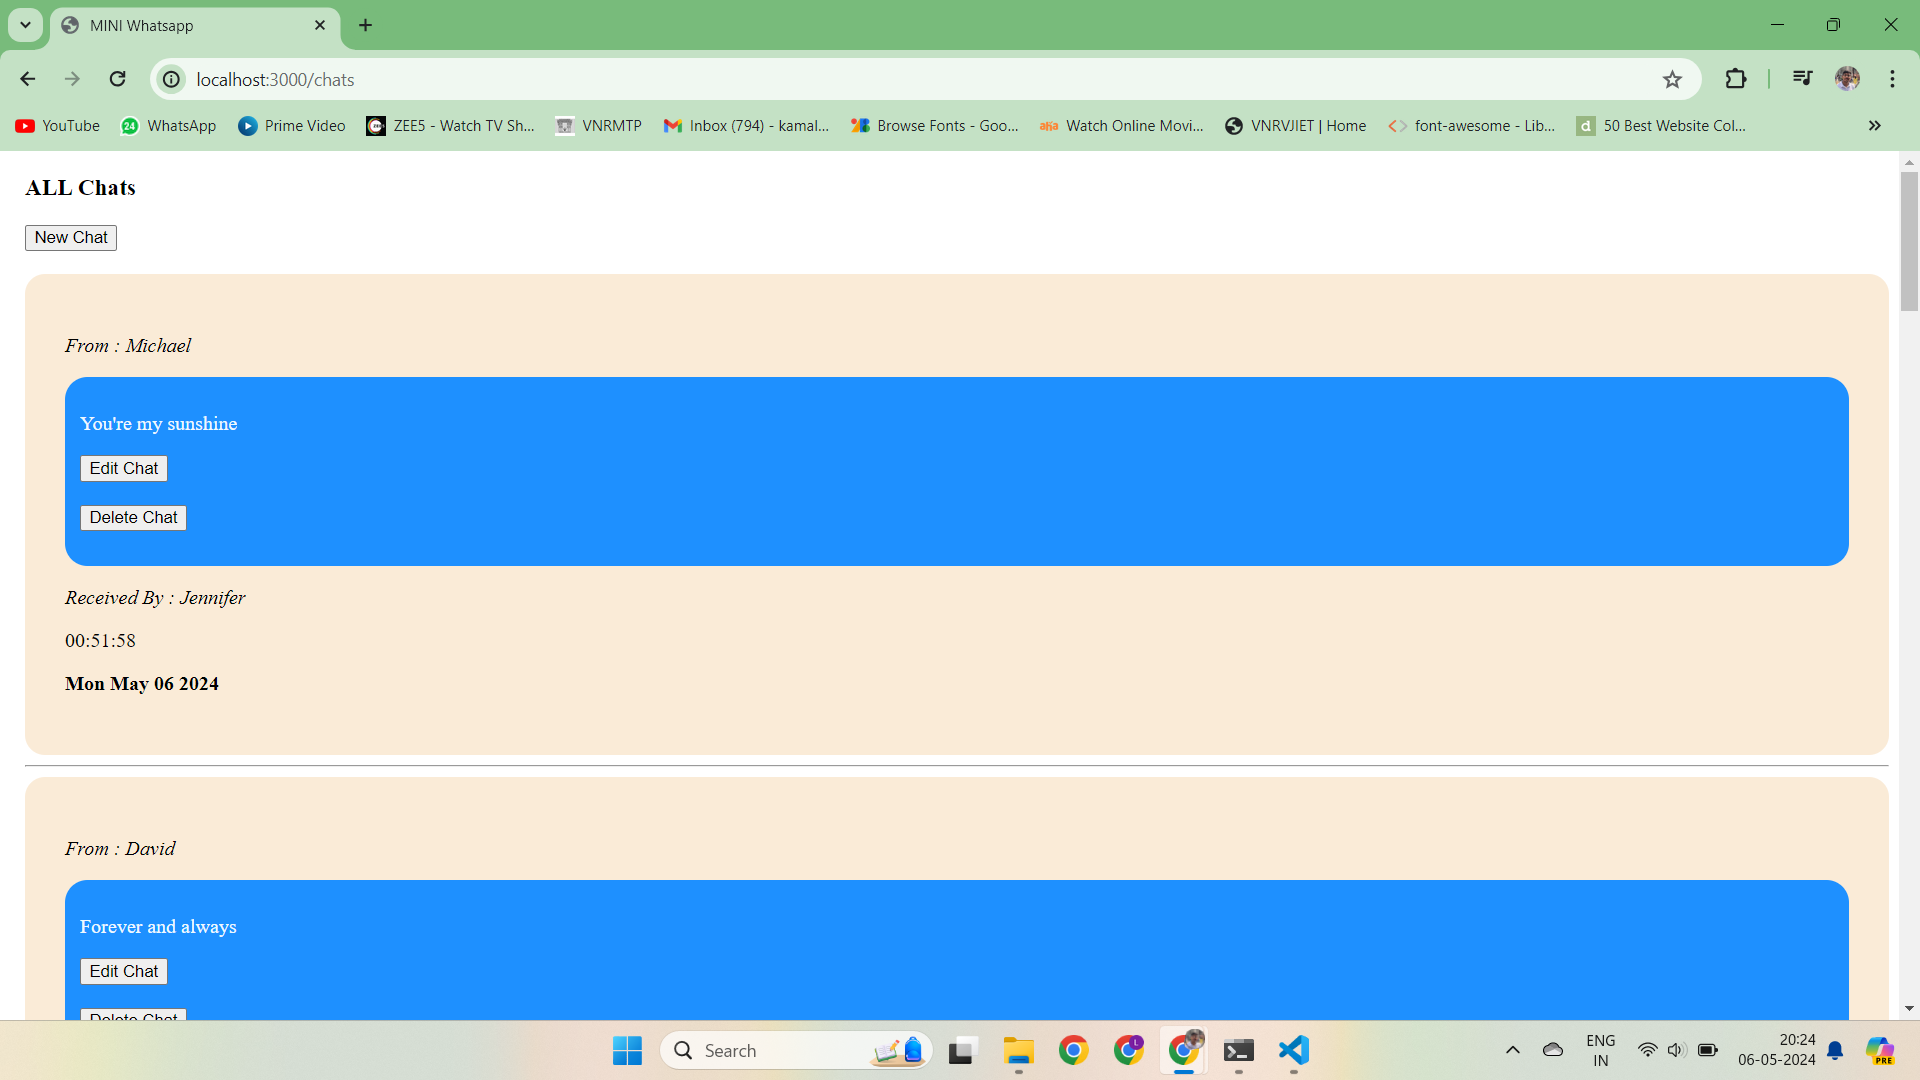 MINI Whatsapp
localhost:3000/chats
YouTube WhatsApp Prime Video ZEE5 - Watch TV Sh... VNRMTP Inbox (794) - kamal... Browse Fonts - Goo... Watch Online Movi... VNRVJIET | Home font-awesome - Lib... 50 Best Website Col...
ALL Chats
New Chat
From : Michael
You're my sunshine
Edit Chat
Delete Chat
Received By : Jennifer
00:51:58
Mon May 06 2024
From : David
Forever and always
Edit Chat
Delete Chat
Search
ENG
IN
20:24
06-05-2024
PRE